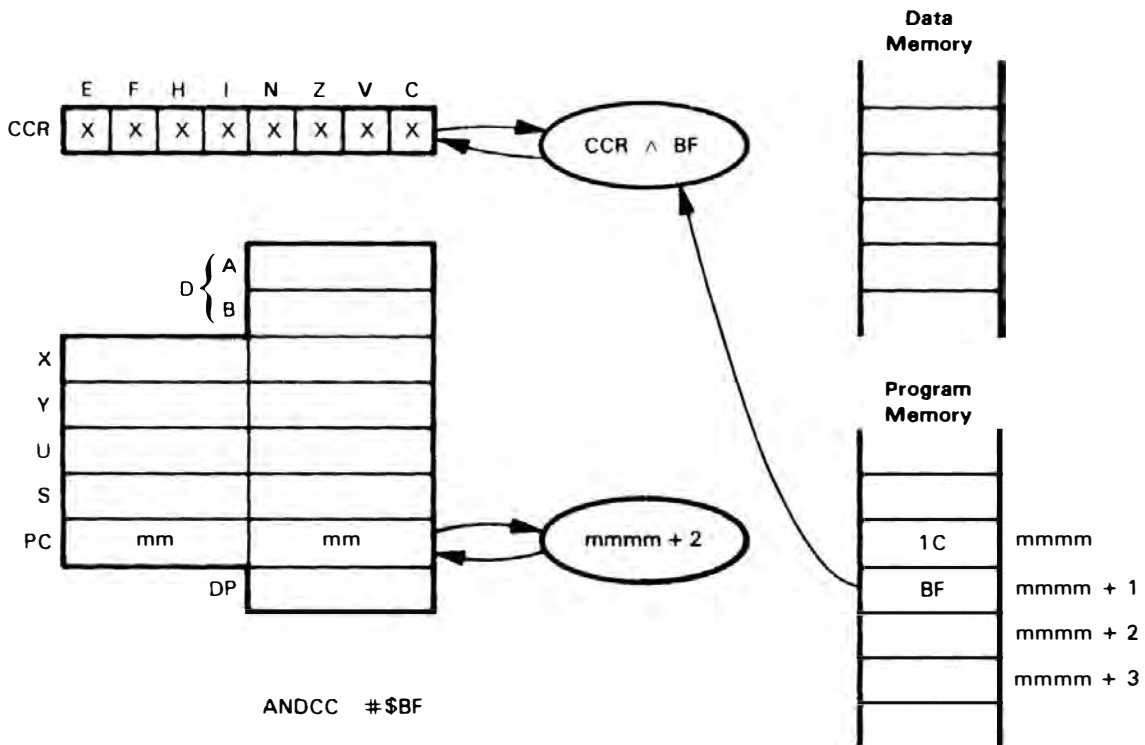 Data
Memory
E F H I N Z V C
CCR X X X X X X X X
CCR ∧ BF
D { A
B
X
Y
U
S
PC mm mm
DP
mmmm + 2
Program
Memory
1C mmmm
BF mmmm + 1
mmmm + 2
mmmm + 3
ANDCC #$BF